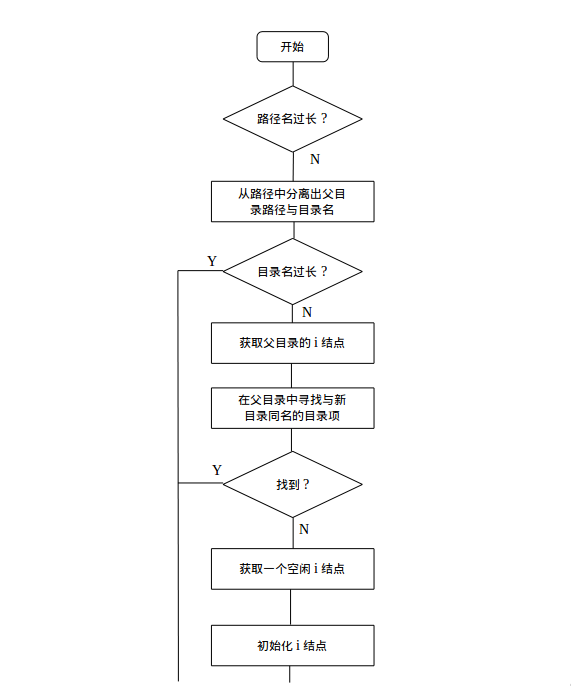 开始
路径名过长？
N
从路径中分离出父目
录路径与目录名
Y
目录名过长？
N
获取父目录的 i 结点
在父目录中寻找与新
目录同名的目录项
Y
找到？
N
获取一个空闲 i 结点
初始化 i 结点